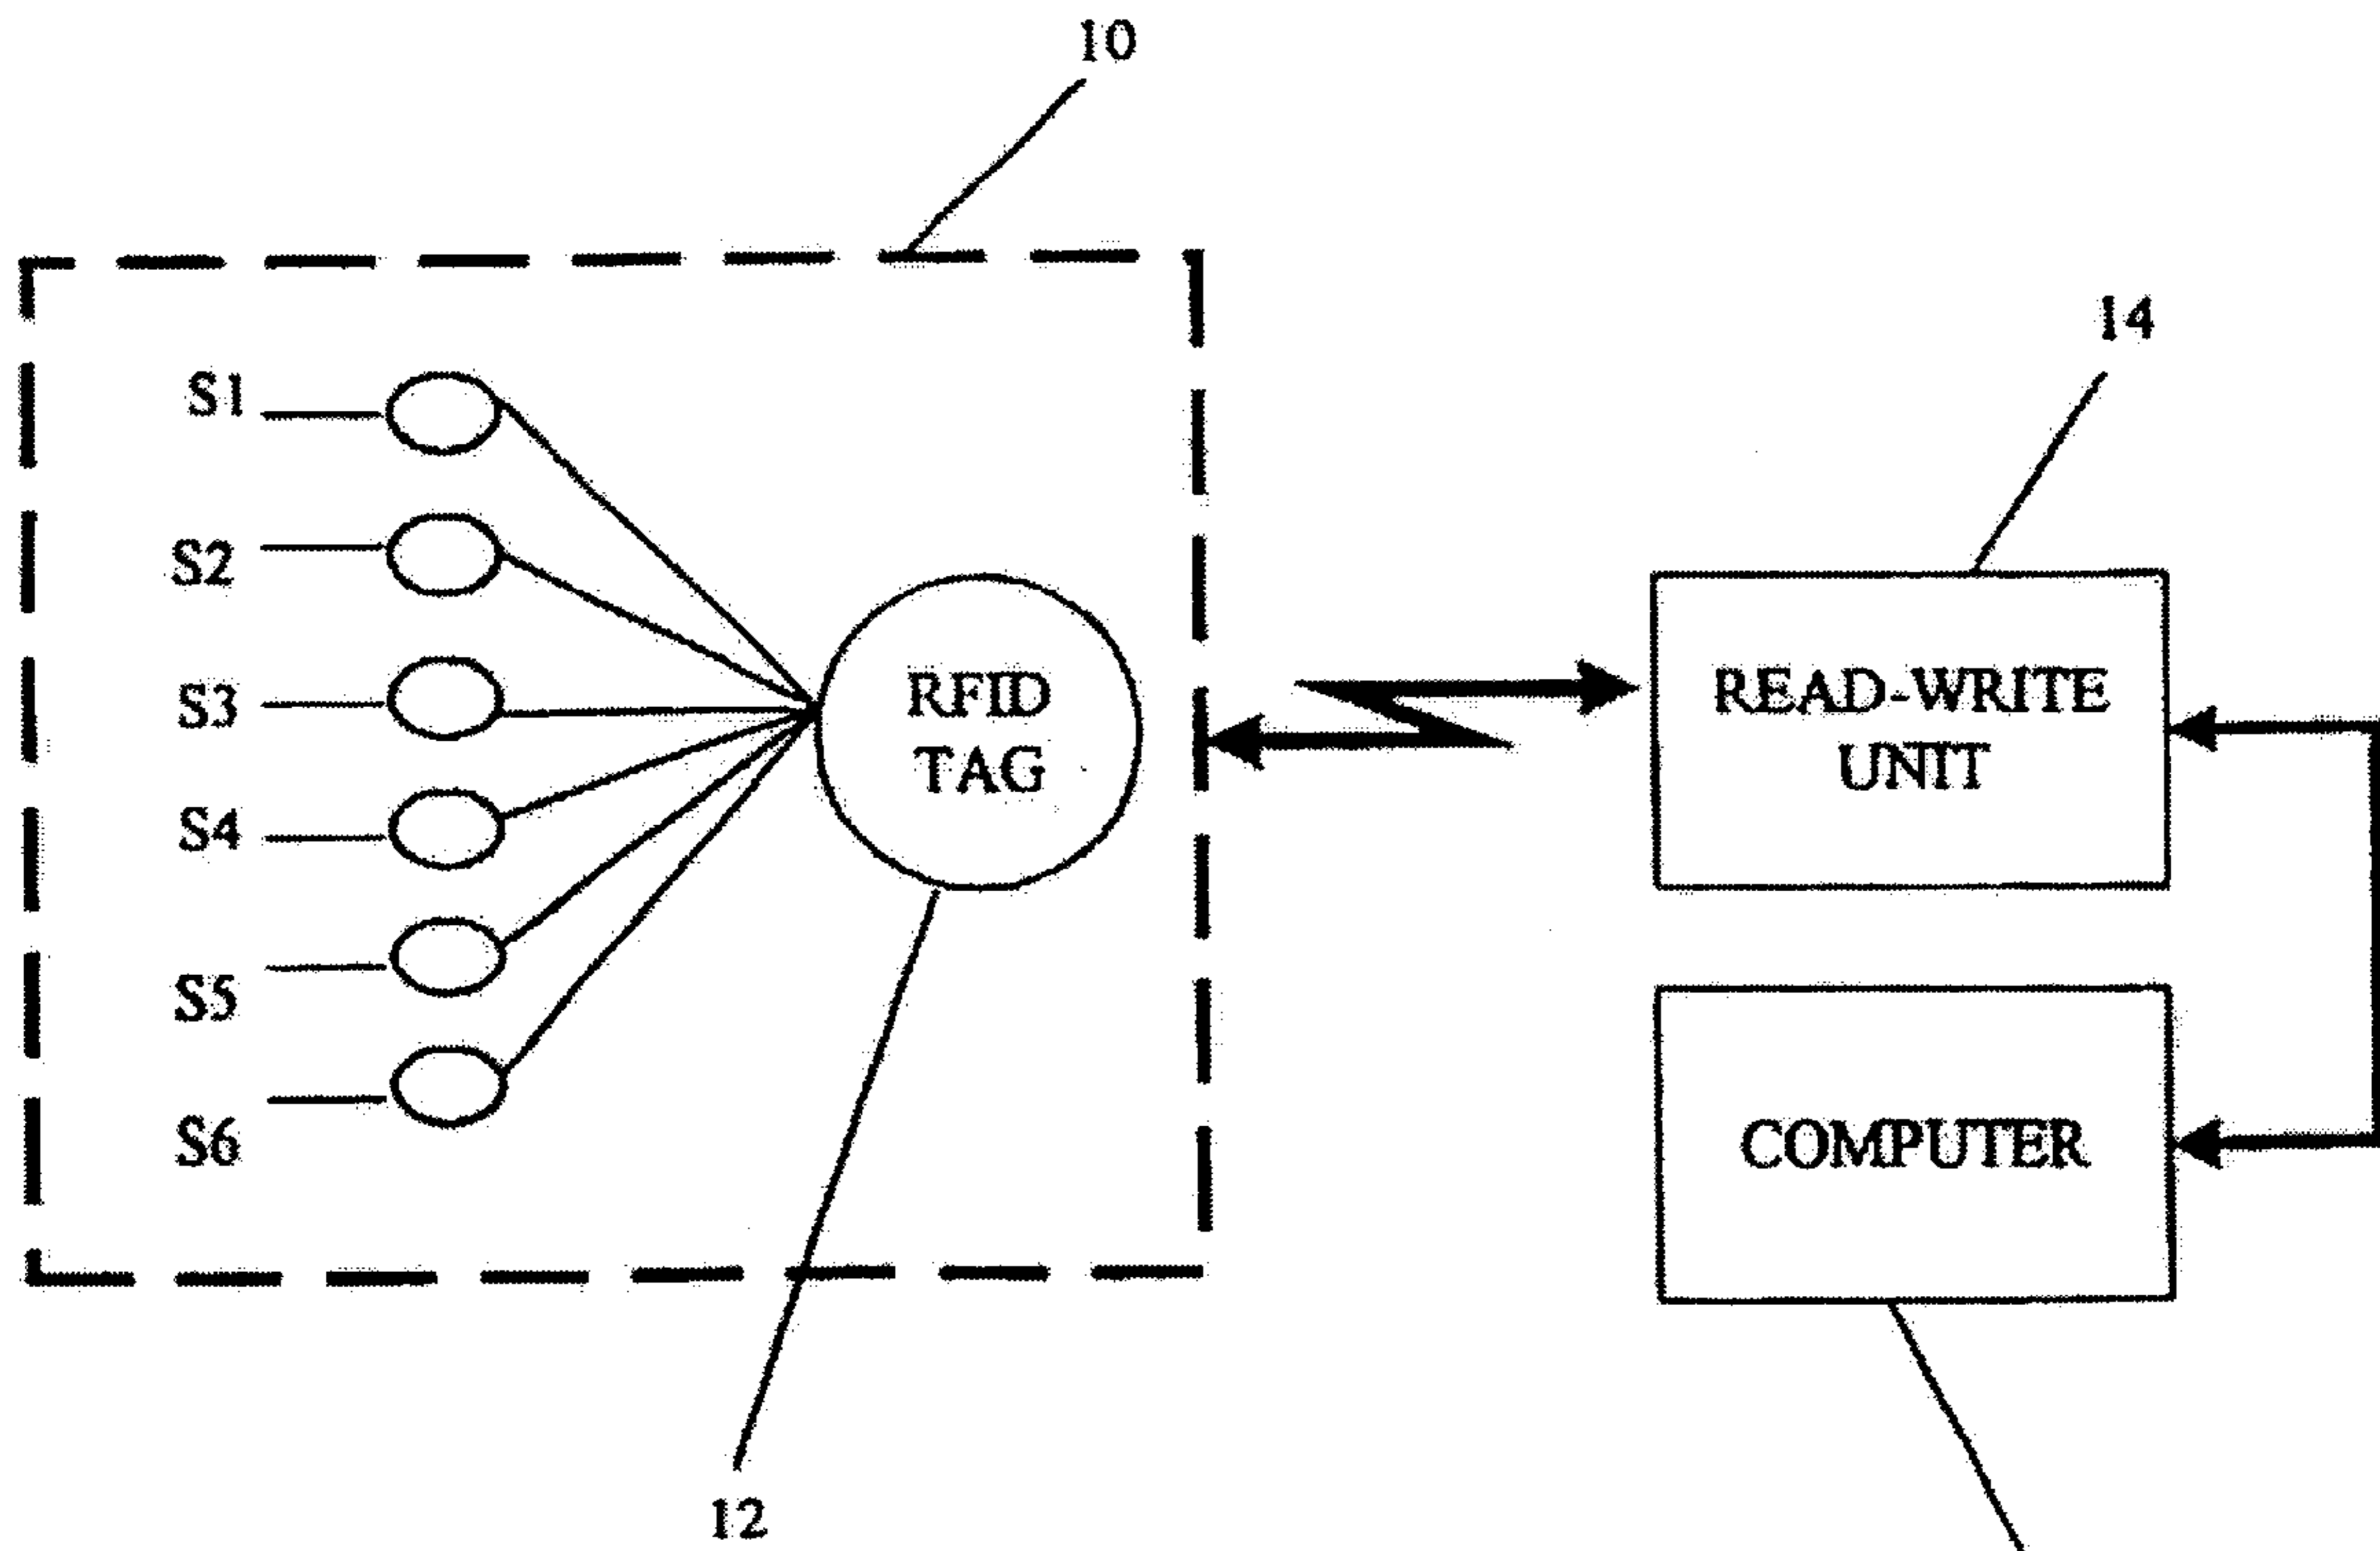 10
14
S1
S2
S3
S4
S5
S6
RFID
TAG
READ-WRITE
UNIT
COMPUTER
12